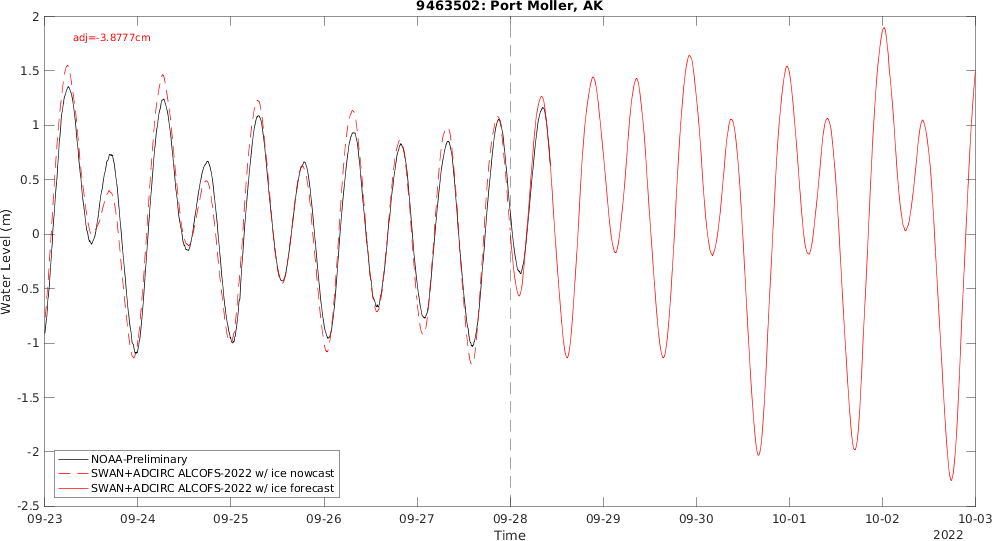 9463502: Port Moller, AK
adj=-3.8777cm
Water Level (m)
2
1.5
1
0.5
0
-0.5
-1
-1.5
-2
-2.5
NOAA-Preliminary
SWAN+ADCIRC ALCOFS-2022 w/ ice nowcast
SWAN+ADCIRC ALCOFS-2022 w/ ice forecast
09-23 09-24 09-25 09-26 09-27 09-28 09-29 09-30 10-01 10-02 10-03
Time
2022